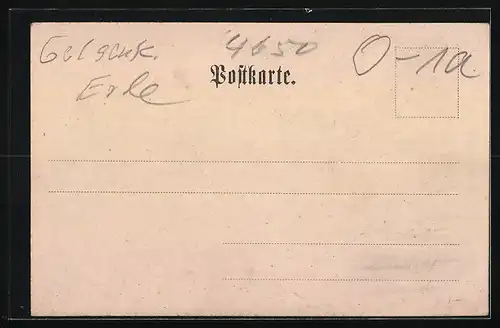 Gelsenk. 4650 0-1a
Erle
Postkarte.